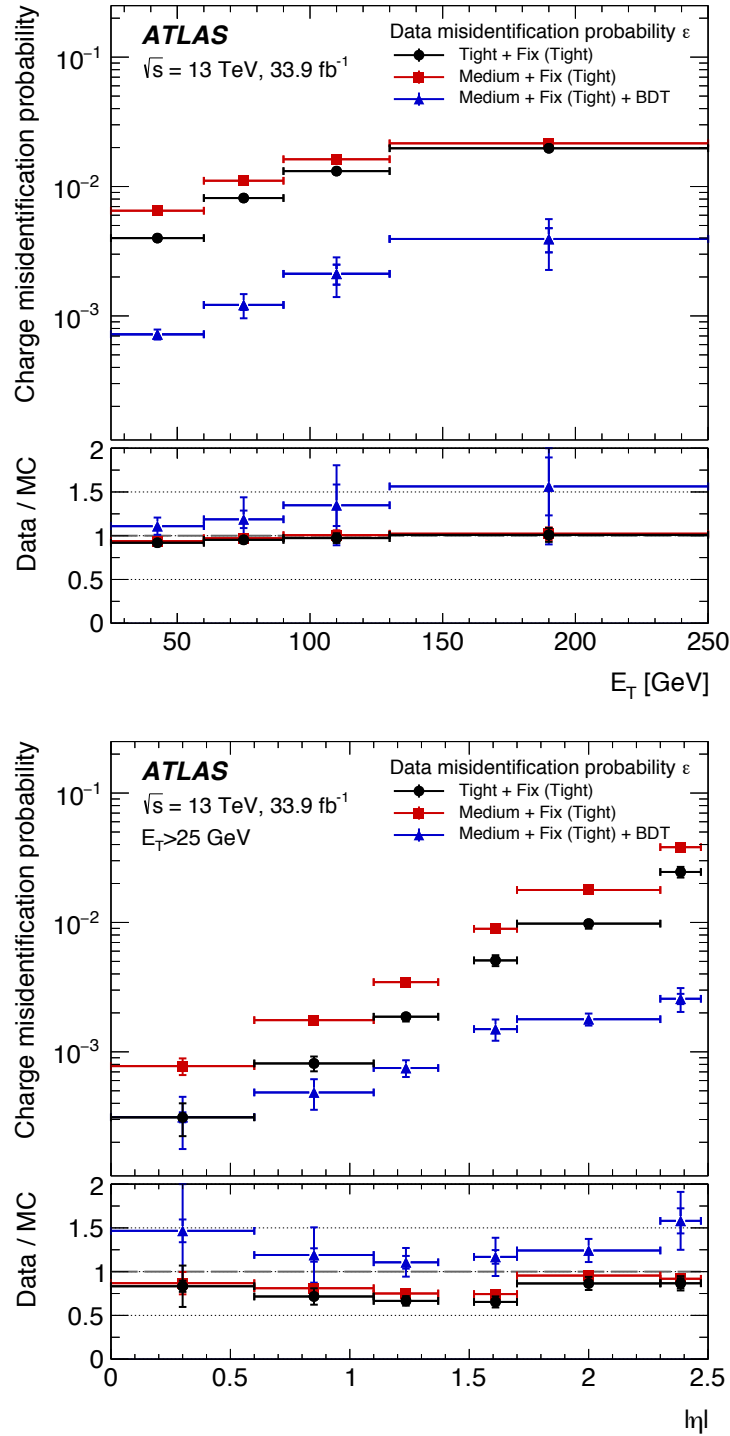 ATLAS
√s = 13 TeV, 33.9 fb⁻¹
Data misidentification probability ε
Tight + Fix (Tight)
Medium + Fix (Tight)
Medium + Fix (Tight) + BDT
Charge misidentification probability
10⁻¹
10⁻²
10⁻³
Data / MC
2
1.5
1
0.5
0
50 100 150 200 250
E_T [GeV]
ATLAS
√s = 13 TeV, 33.9 fb⁻¹
E_T>25 GeV
Data misidentification probability ε
Tight + Fix (Tight)
Medium + Fix (Tight)
Medium + Fix (Tight) + BDT
Charge misidentification probability
10⁻¹
10⁻²
10⁻³
Data / MC
2
1.5
1
0.5
0
0 0.5 1 1.5 2 2.5
|η|